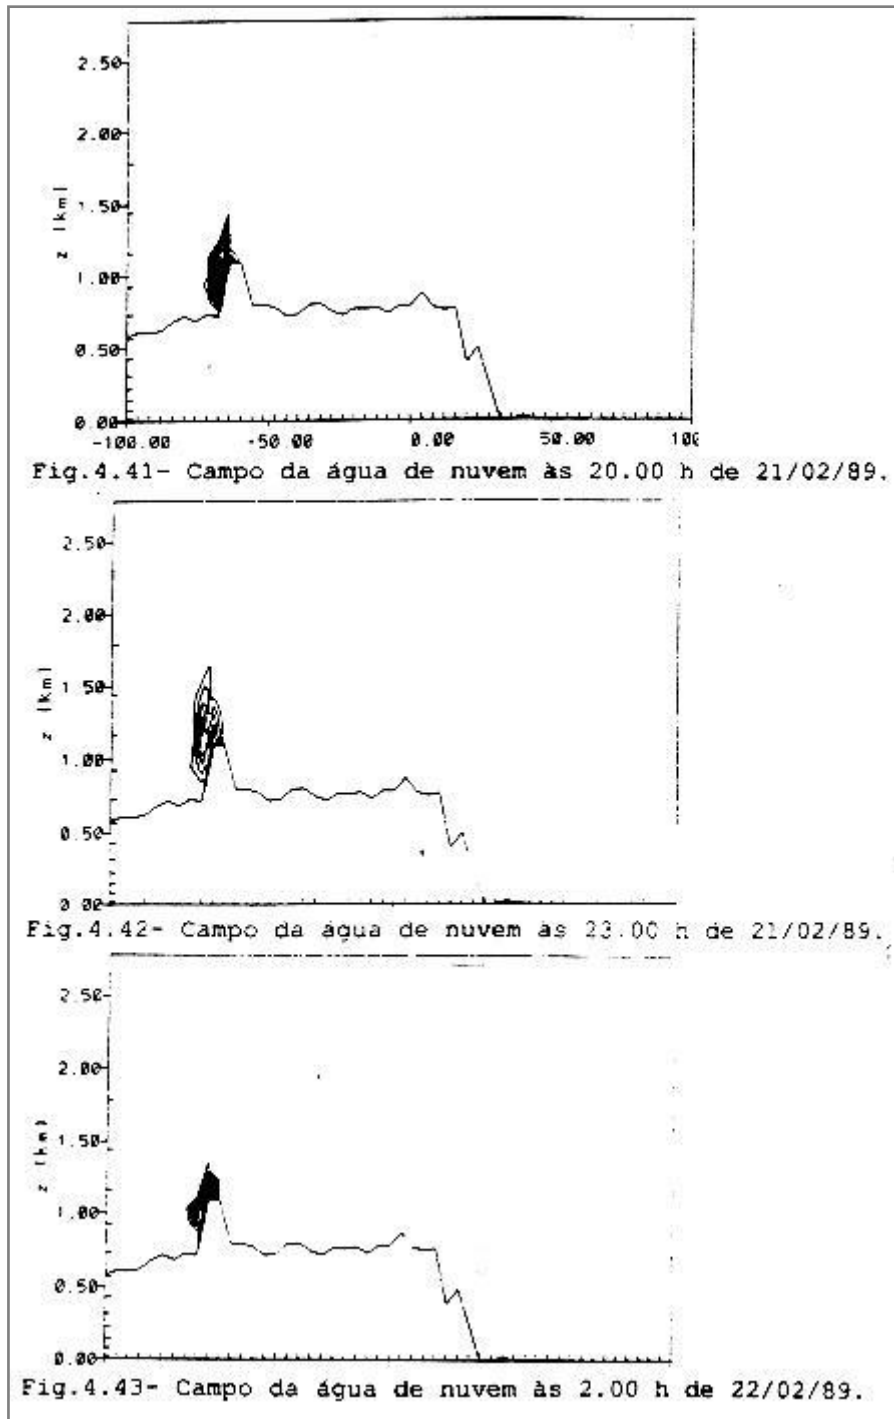 2.50
2.00
z (km)
1.50
1.00
0.50
0.00
-100.00 -50.00 0.00 50.00 100
Fig.4.41- Campo da água de nuvem às 20.00 h de 21/02/89.
2.50
2.00
z (km)
1.50
1.00
0.50
0.00
Fig.4.42- Campo da água de nuvem às 23.00 h de 21/02/89.
2.50
2.00
z (km)
1.50
1.00
0.50
0.00
Fig.4.43- Campo da água de nuvem às 2.00 h de 22/02/89.